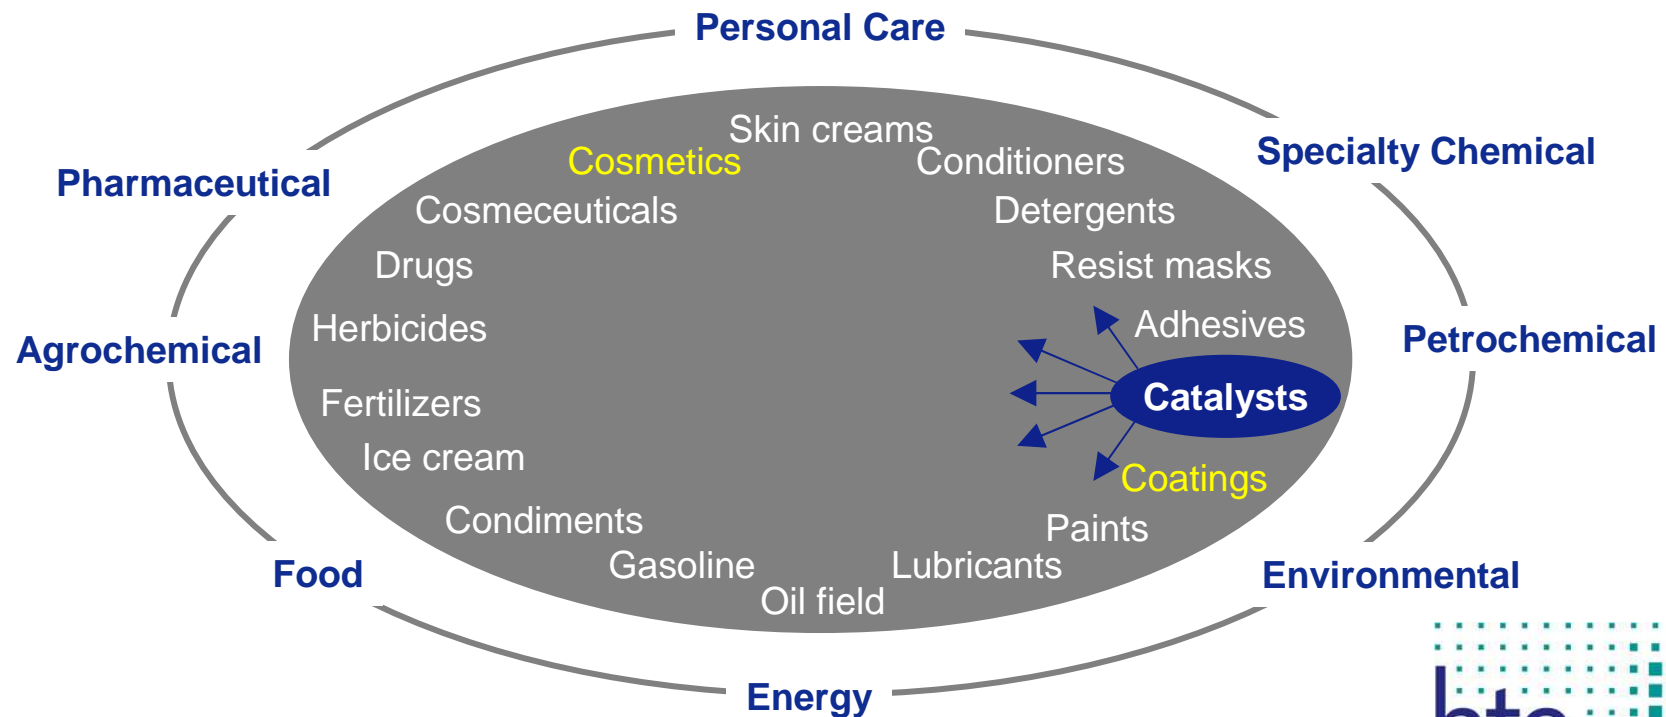 Personal Care
Skin creams
Specialty Chemical
Cosmetics
Conditioners
Pharmaceutical
Cosmeceuticals
Detergents
Drugs
Resist masks
Herbicides
Adhesives
Agrochemical
Petrochemical
Fertilizers
Catalysts
Ice cream
Coatings
Condiments
Paints
Gasoline
Lubricants
Food
Environmental
Oil field
Energy